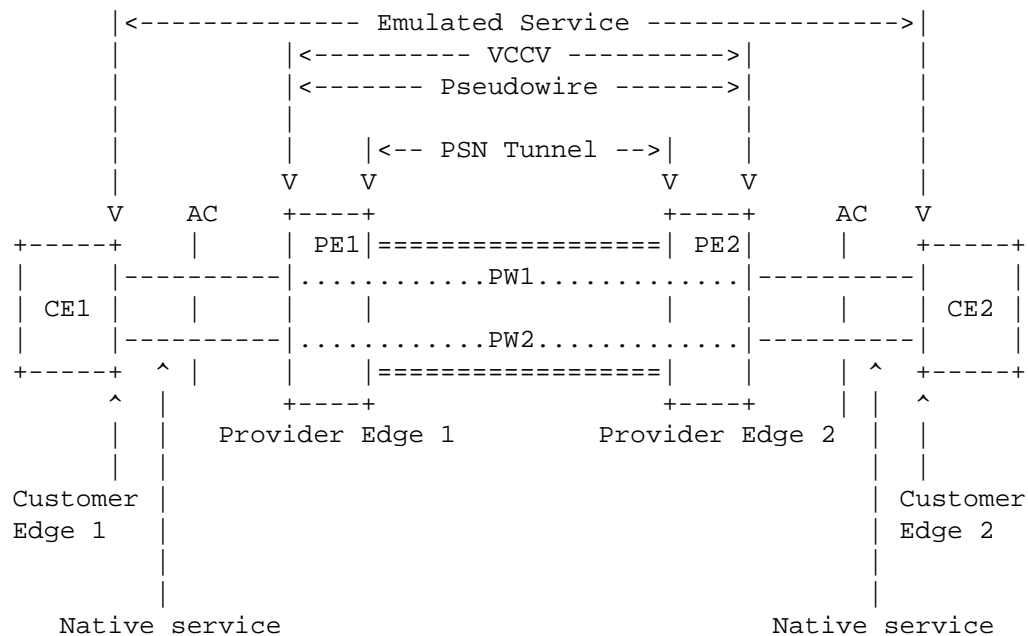 |<-------------- Emulated Service ---------------->|
|<--------- VCCV ---------->|
|<------- Pseudowire ------->|
|<-- PSN Tunnel -->|
V V V V
V AC +----+ +----+ AC V
+-----+ | | PE1|==================| PE2| | +-----+
| |----------|............PW1.............|----------| |
| CE1 | | | | | | | | CE2 |
| |----------|............PW2.............|----------| |
+-----+ ^ | | |==================| | | ^ +-----+
^ | +----+ +----+ | | ^
| | Provider Edge 1 Provider Edge 2 | |
Customer | | Customer
Edge 1 | | Edge 2
Native service Native service